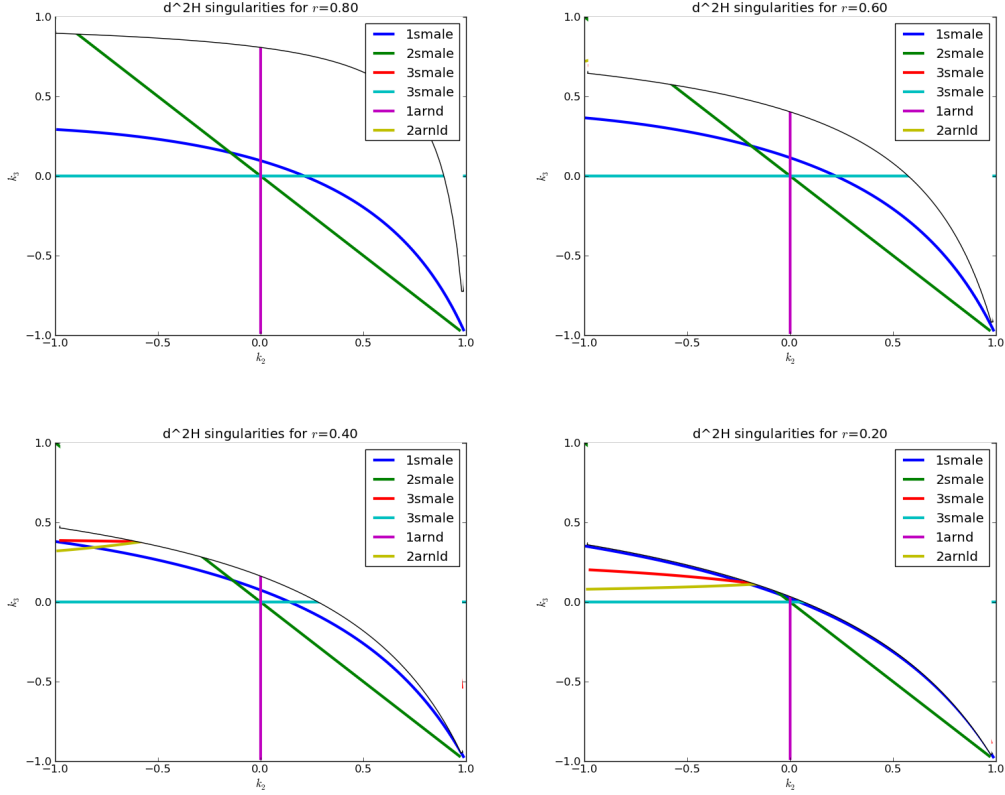 d^2H singularities for r=0.80
1.0
0.5
0.0
−0.5
−1.0
k3
−1.0
−0.5
0.0
0.5
1.0
k2
1smale
2smale
3smale
3smale
1arnd
2arnld
d^2H singularities for r=0.60
1.0
0.5
0.0
−0.5
−1.0
k3
−1.0
−0.5
0.0
0.5
1.0
k2
1smale
2smale
3smale
3smale
1arnd
2arnld
d^2H singularities for r=0.40
1.0
0.5
0.0
−0.5
−1.0
k3
−1.0
−0.5
0.0
0.5
1.0
k2
1smale
2smale
3smale
3smale
1arnd
2arnld
d^2H singularities for r=0.20
1.0
0.5
0.0
−0.5
−1.0
k3
−1.0
−0.5
0.0
0.5
1.0
k2
1smale
2smale
3smale
3smale
1arnd
2arnld